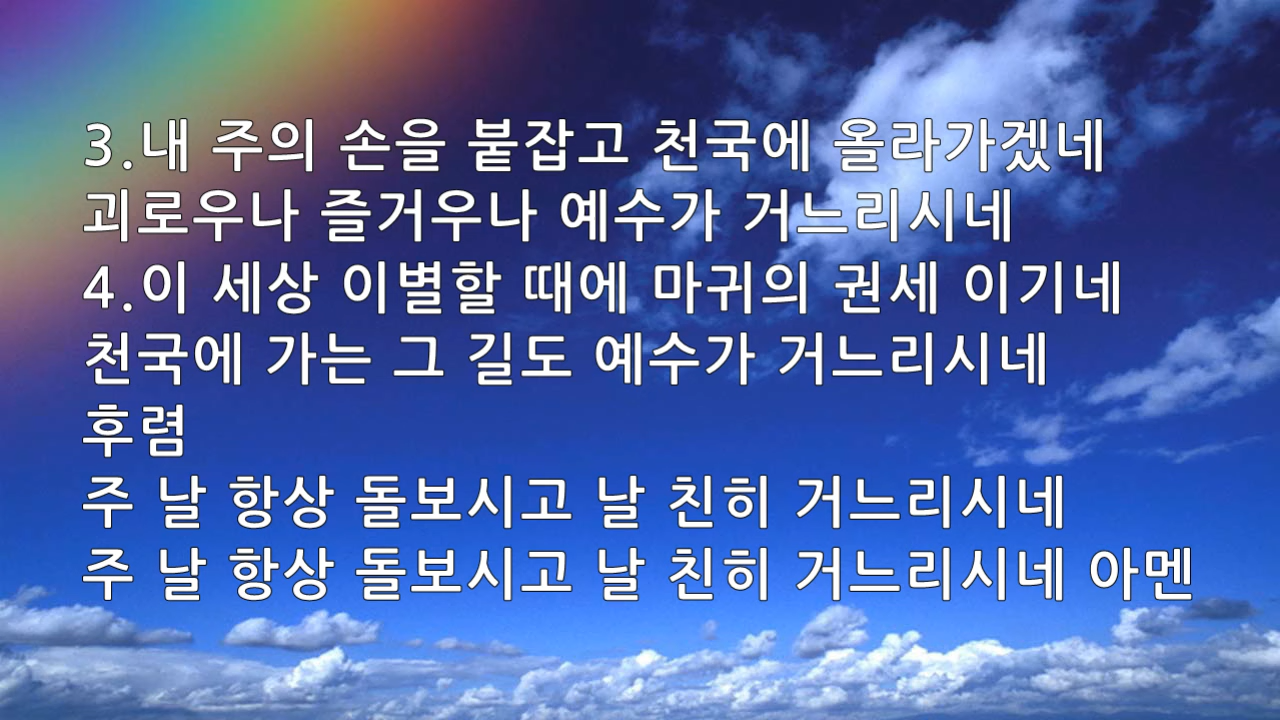 3.내 주의 손을 붙잡고 천국에 올라가겠네
괴로우나 즐거우나 예수가 거느리시네
4.이 세상 이별할 때에 마귀의 권세 이기네
천국에 가는 그 길도 예수가 거느리시네
후렴
주 날 항상 돌보시고 날 친히 거느리시네
주 날 항상 돌보시고 날 친히 거느리시네 아멘